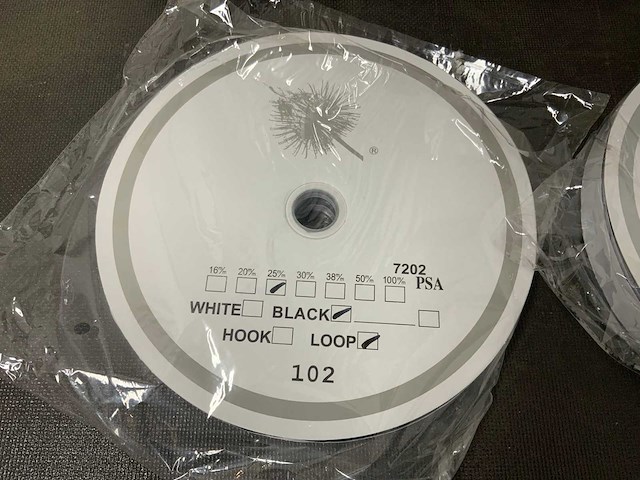 ®
7202
16% 20% 25% 30% 38% 50% 100% PSA
WHITE BLACK
HOOK LOOP
102